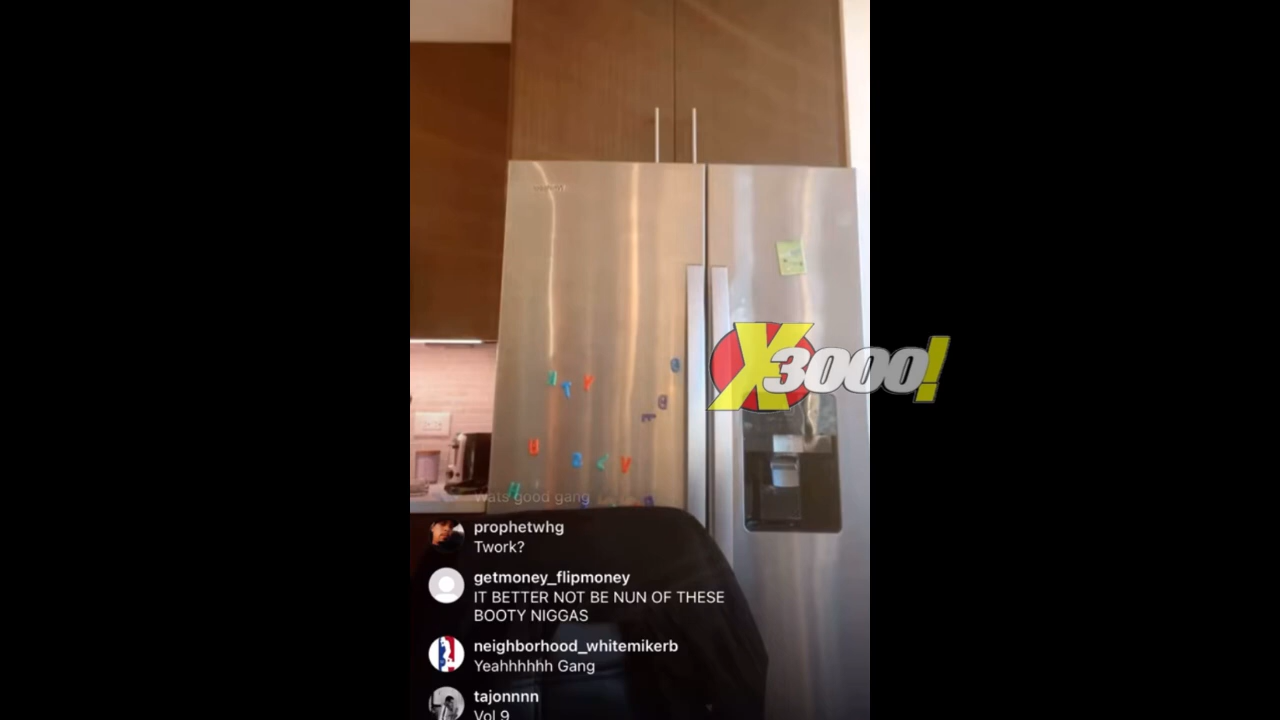 X3000!
Wats good gang
prophetwhg
Twork?
getmoney_flipmoney
IT BETTER NOT BE NUN OF THESE
BOOTY NIGGAS
neighborhood_whitemikerb
Yeahhhhhh Gang
tajonnnn
Vol 9